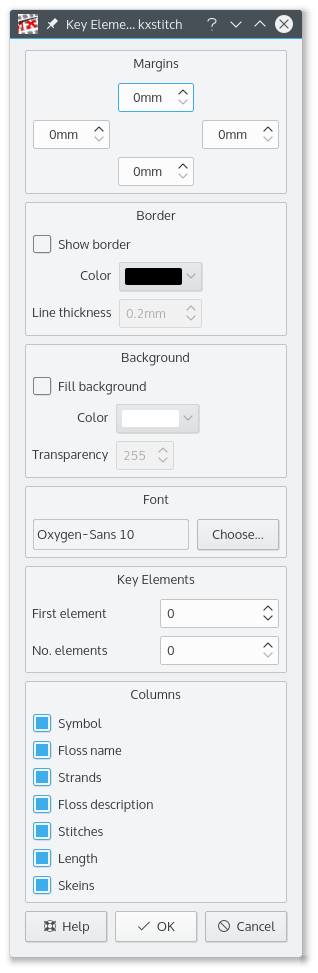 Key Eleme... kxstitch
Margins
0mm
0mm 0mm
0mm
Border
Show border
Color
Line thickness 0.2mm
Background
Fill background
Color
Transparency 255
Font
Oxygen-Sans 10 Choose...
Key Elements
First element 0
No. elements 0
Columns
Symbol
Floss name
Strands
Floss description
Stitches
Length
Skeins
Help OK Cancel